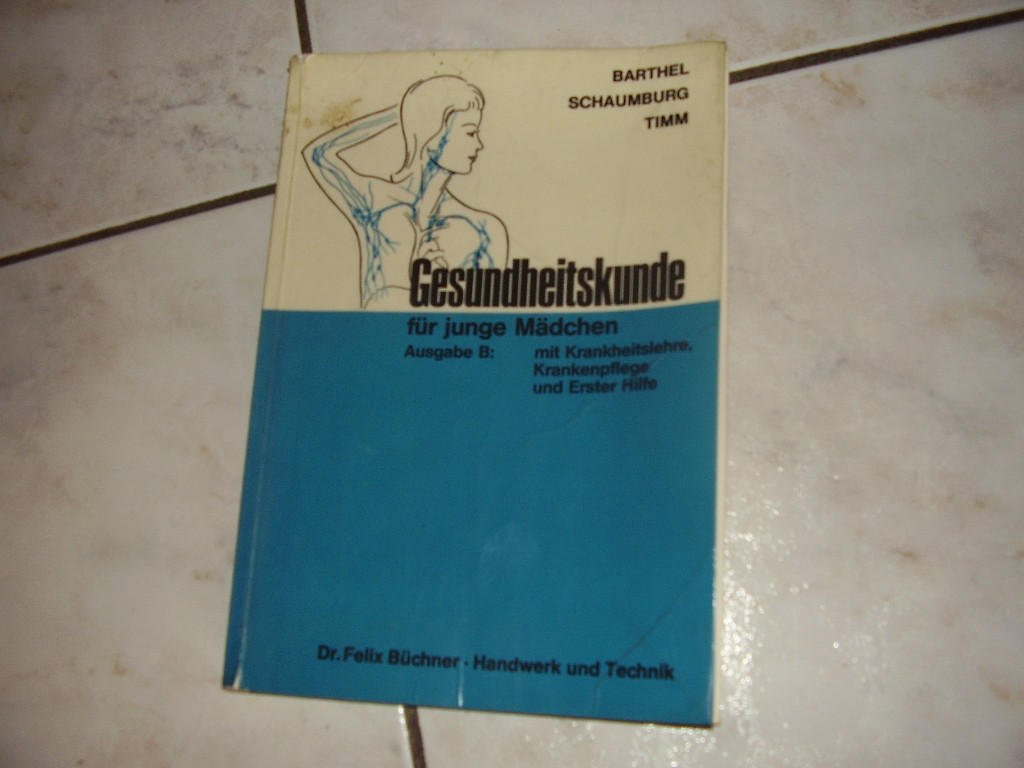 BARTHEL
SCHAUMBURG
TIMM
Gesundheitskunde
für junge Mädchen
Ausgabe B: mit Krankheitslehre,
Krankenpflege
und Erster Hilfe
Dr. Felix Büchner · Handwerk und Technik